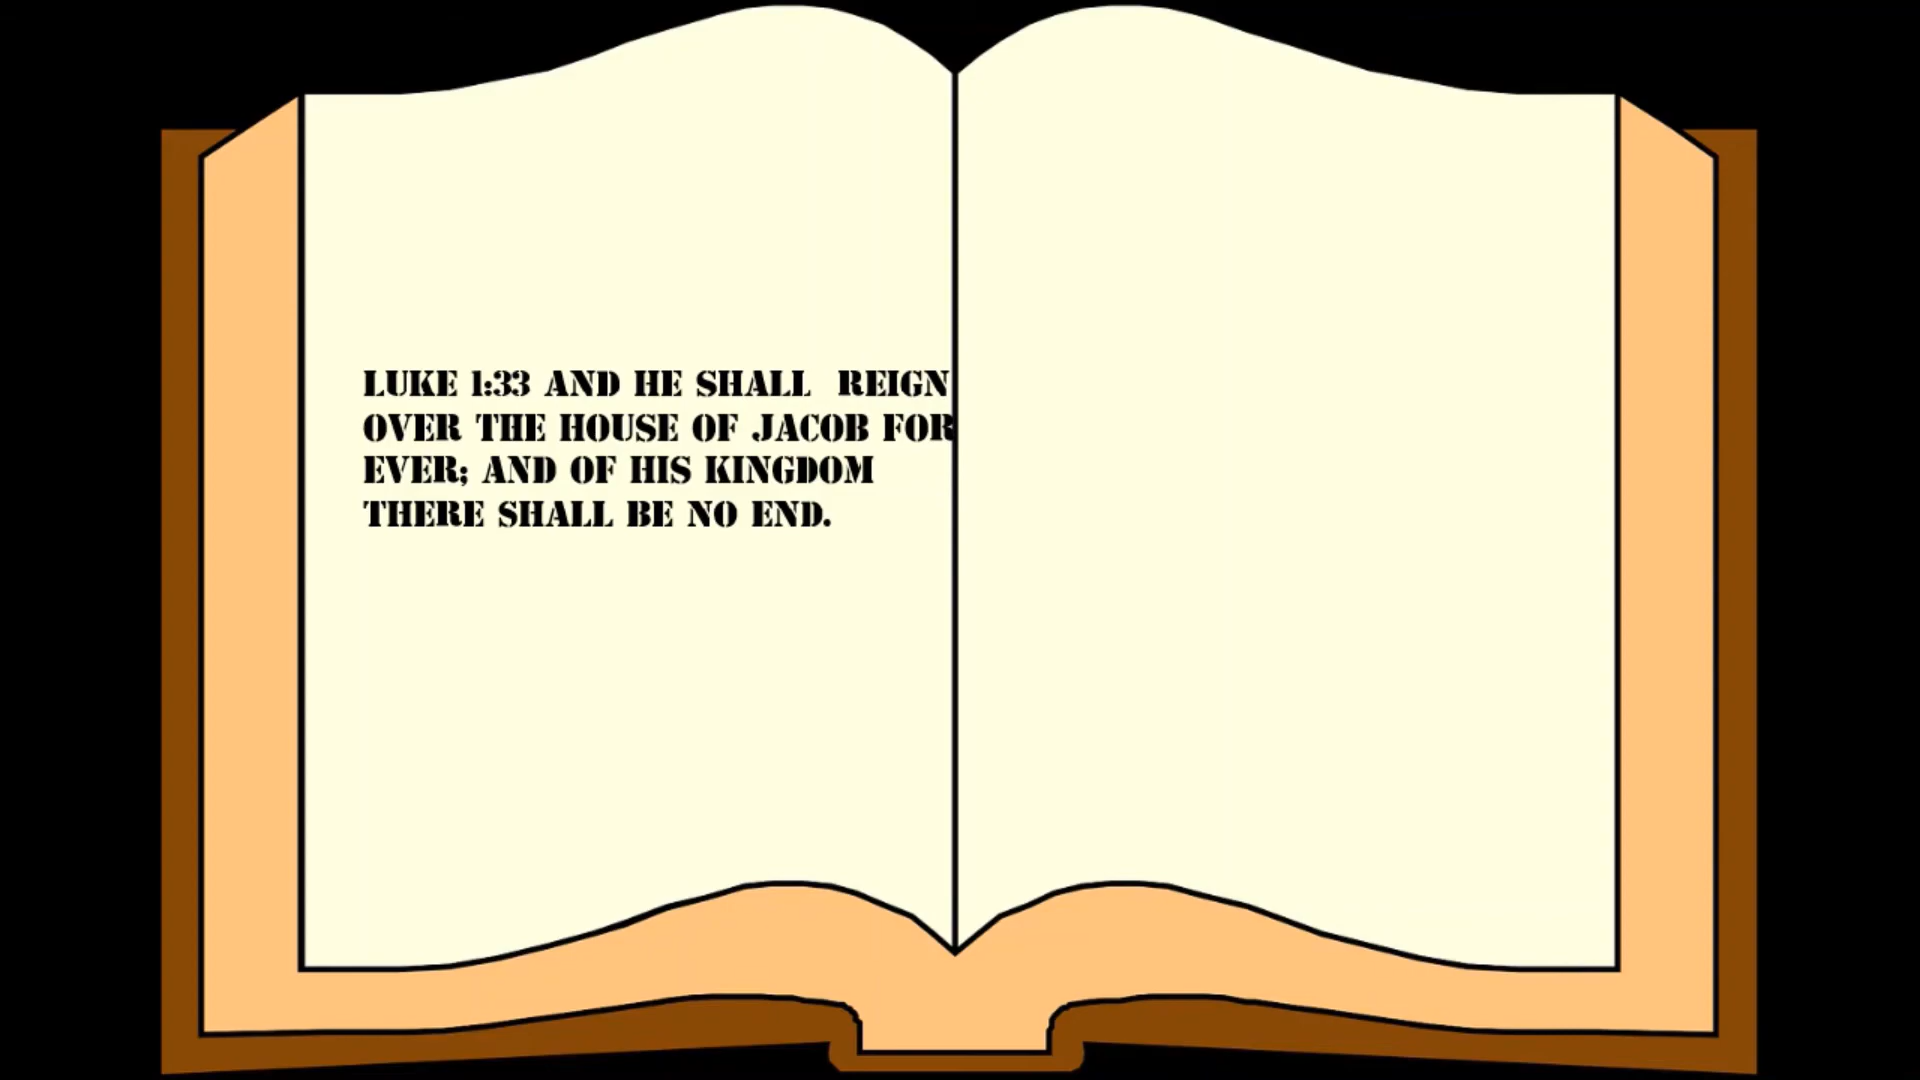 LUKE 1:33 AND HE SHALL  REIGN
OVER THE HOUSE OF JACOB FOR
EVER; AND OF HIS KINGDOM
THERE SHALL BE NO END.